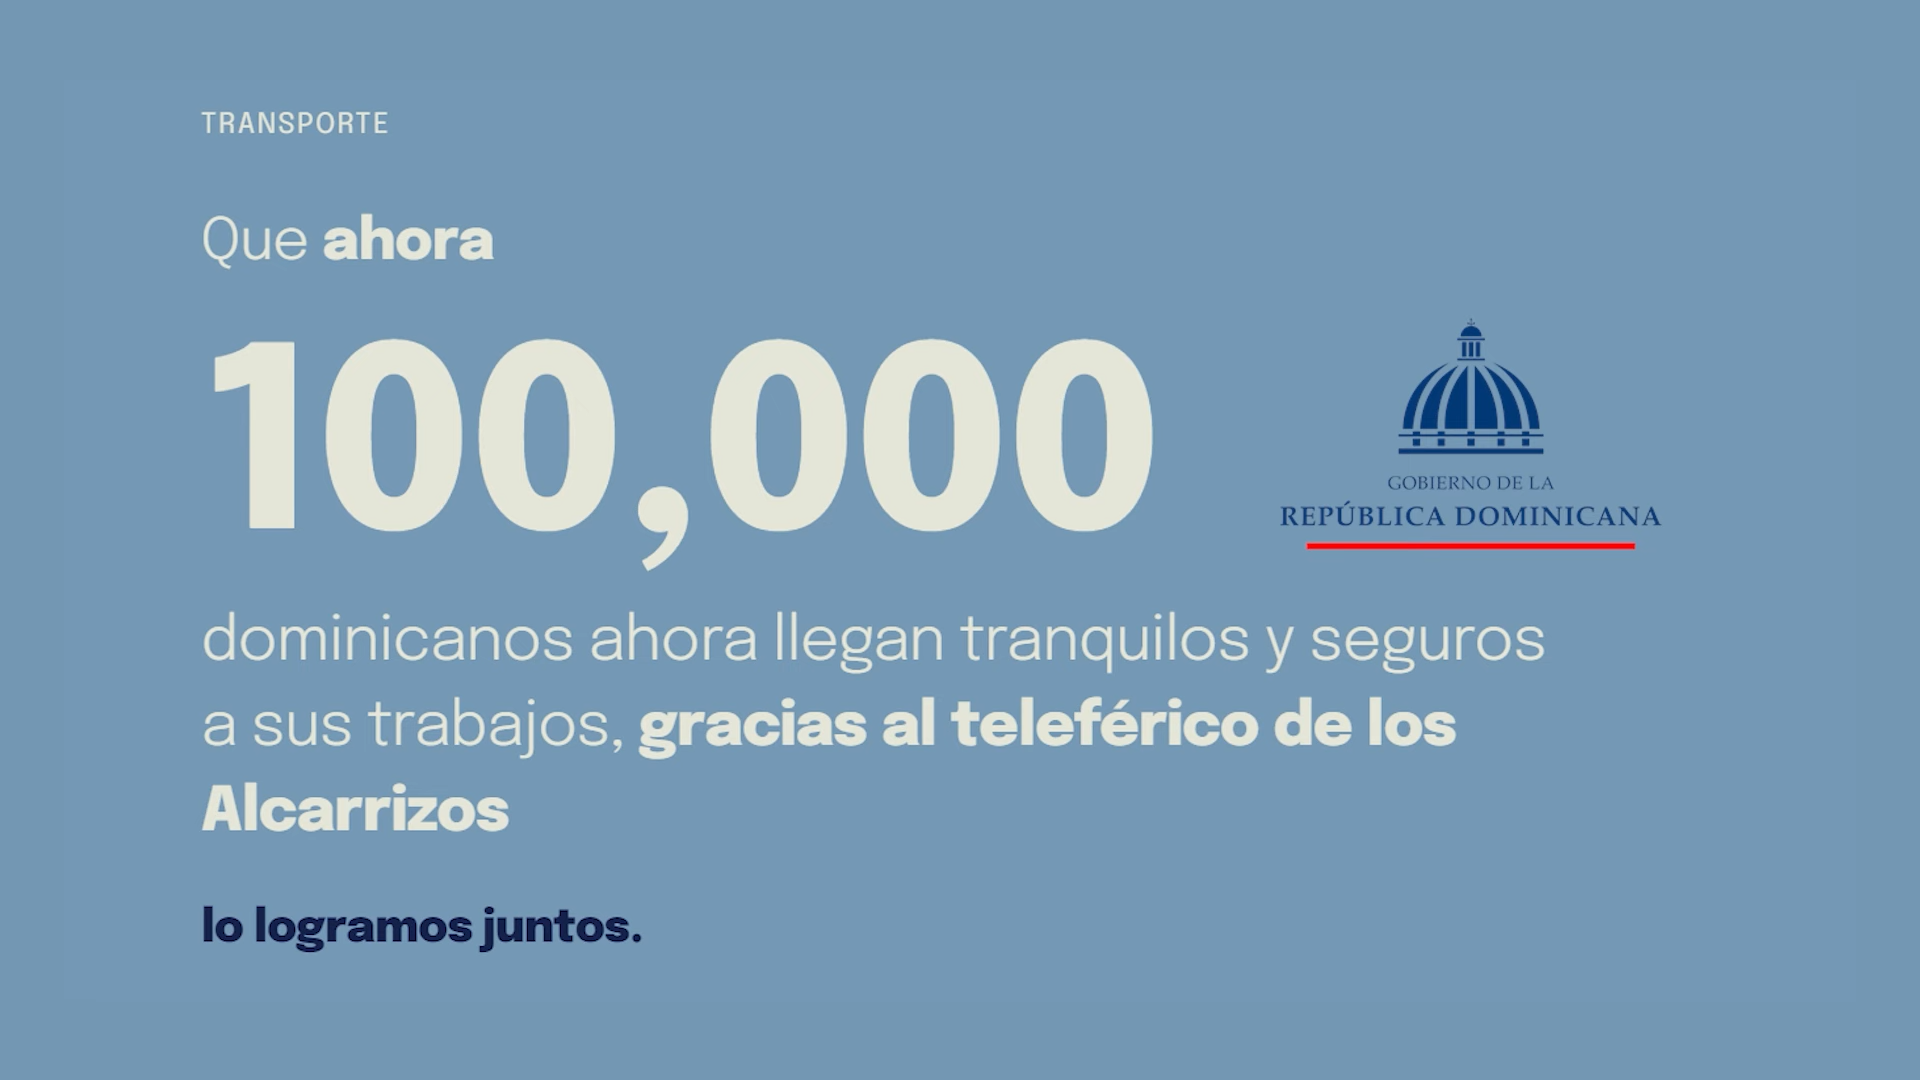 TRANSPORTE
Que ahora
100,000
GOBIERNO DE LA
REPÚBLICA DOMINICANA
dominicanos ahora llegan tranquilos y seguros
a sus trabajos, gracias al teleférico de los
Alcarrizos
lo logramos juntos.